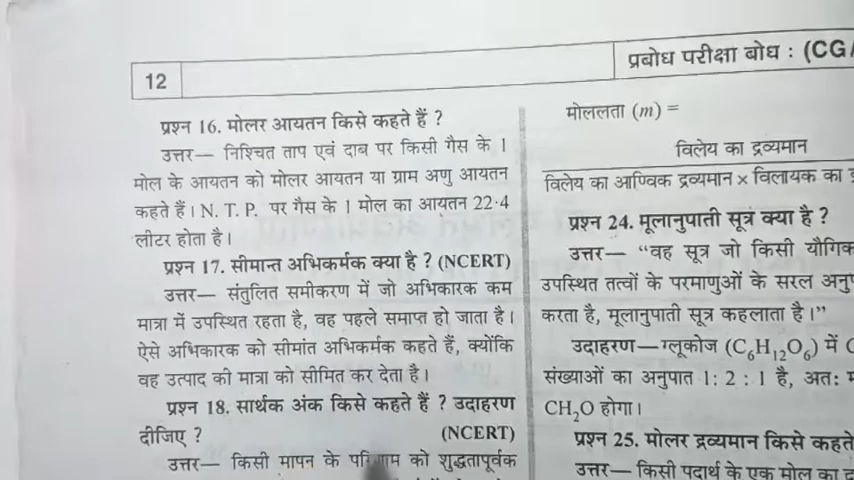 12
प्रबोध परीक्षा बोध : (CG
प्रश्न 16. मोलर आयतन किसे कहते हैं ?
उत्तर— निश्चित ताप एवं दाब पर किसी गैस के 1
मोल के आयतन को मोलर आयतन या ग्राम अणु आयतन
कहते हैं। N. T. P. पर गैस के 1 मोल का आयतन 22·4
लीटर होता है।
प्रश्न 17. सीमान्त अभिकर्मक क्या है ? (NCERT)
उत्तर— संतुलित समीकरण में जो अभिकारक कम
मात्रा में उपस्थित रहता है, वह पहले समाप्त हो जाता है।
ऐसे अभिकारक को सीमांत अभिकर्मक कहते हैं, क्योंकि
वह उत्पाद की मात्रा को सीमित कर देता है।
प्रश्न 18. सार्थक अंक किसे कहते हैं ? उदाहरण
दीजिए ? (NCERT)
उत्तर— किसी मापन के परिणाम को शुद्धतापूर्वक
मोललता (m) =
विलेय का द्रव्यमान
विलेय का आण्विक द्रव्यमान × विलायक का
प्रश्न 24. मूलानुपाती सूत्र क्या है ?
उत्तर— “वह सूत्र जो किसी यौगिक
उपस्थित तत्वों के परमाणुओं के सरल
करता है, मूलानुपाती सूत्र कहलाता है।”
उदाहरण—ग्लूकोज (C₆H₁₂O₆) में
संख्याओं का अनुपात 1: 2 : 1 है, अत:
CH₂O होगा।
प्रश्न 25. मोलर द्रव्यमान किसे कहते
उत्तर— किसी पदार्थ के एक मोल का